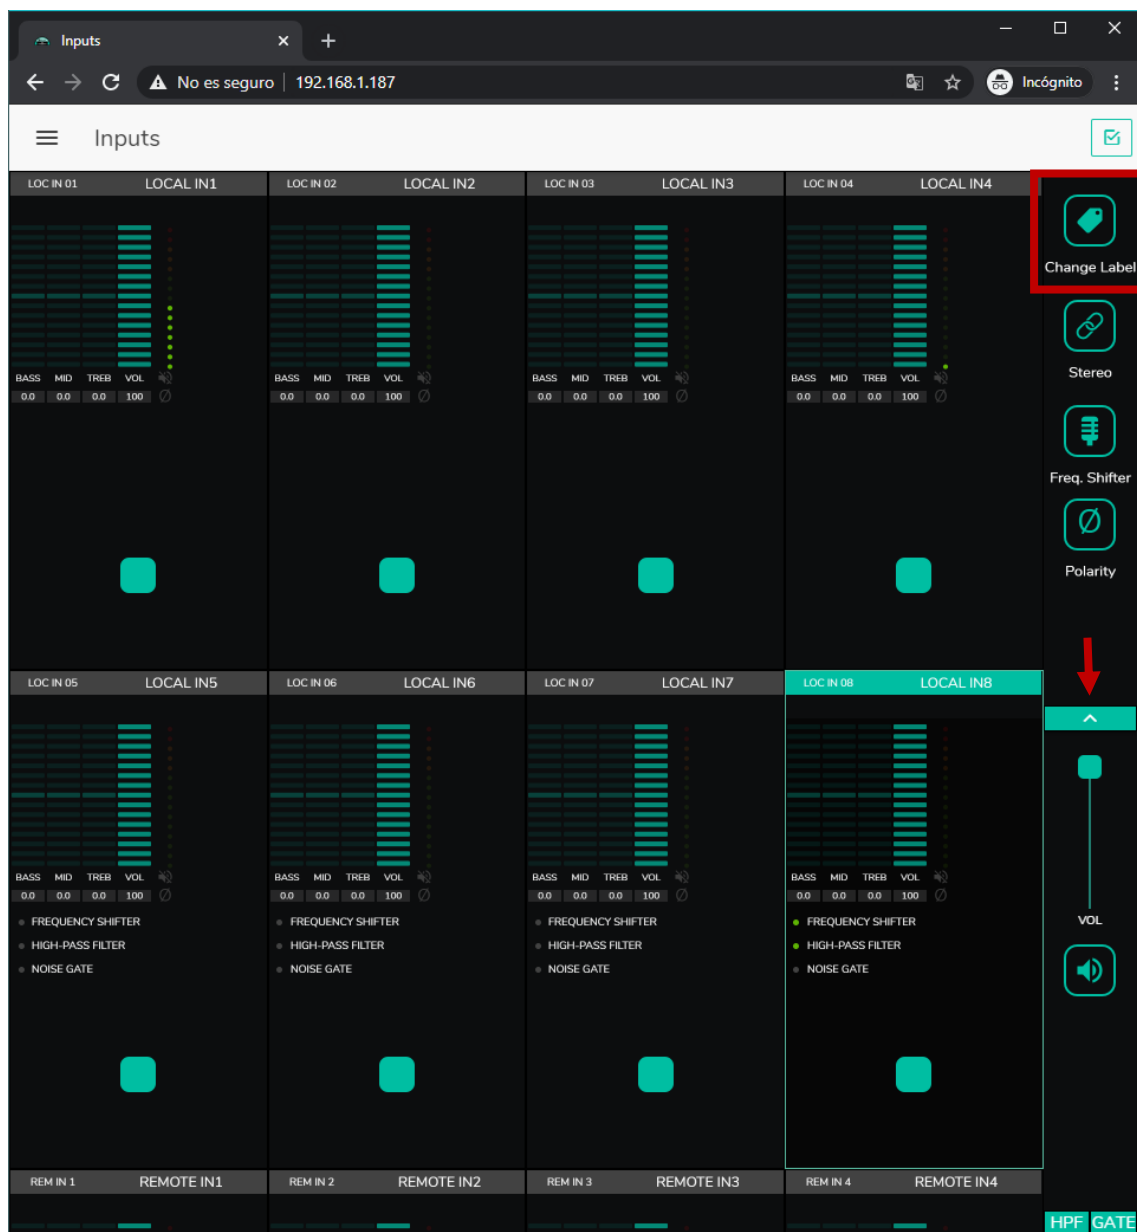 Inputs
No es seguro 192.168.1.187 Incógnito
Inputs
LOC IN 01 LOCAL IN1 LOC IN 02 LOCAL IN2 LOC IN 03 LOCAL IN3 LOC IN 04 LOCAL IN4
Change Label
Stereo
BASS MID TREB VOL BASS MID TREB VOL BASS MID TREB VOL BASS MID TREB VOL
0.0 0.0 0.0 100 0.0 0.0 0.0 100 0.0 0.0 0.0 100 0.0 0.0 0.0 100
Freq. Shifter
Polarity
LOC IN 05 LOCAL IN5 LOC IN 06 LOCAL IN6 LOC IN 07 LOCAL IN7 LOC IN 08 LOCAL IN8
BASS MID TREB VOL BASS MID TREB VOL BASS MID TREB VOL BASS MID TREB VOL
0.0 0.0 0.0 100 0.0 0.0 0.0 100 0.0 0.0 0.0 100 0.0 0.0 0.0 100
FREQUENCY SHIFTER FREQUENCY SHIFTER FREQUENCY SHIFTER FREQUENCY SHIFTER VOL
HIGH-PASS FILTER HIGH-PASS FILTER HIGH-PASS FILTER HIGH-PASS FILTER
NOISE GATE NOISE GATE NOISE GATE NOISE GATE
REM IN 1 REMOTE IN1 REM IN 2 REMOTE IN2 REM IN 3 REMOTE IN3 REM IN 4 REMOTE IN4
HPF GATE